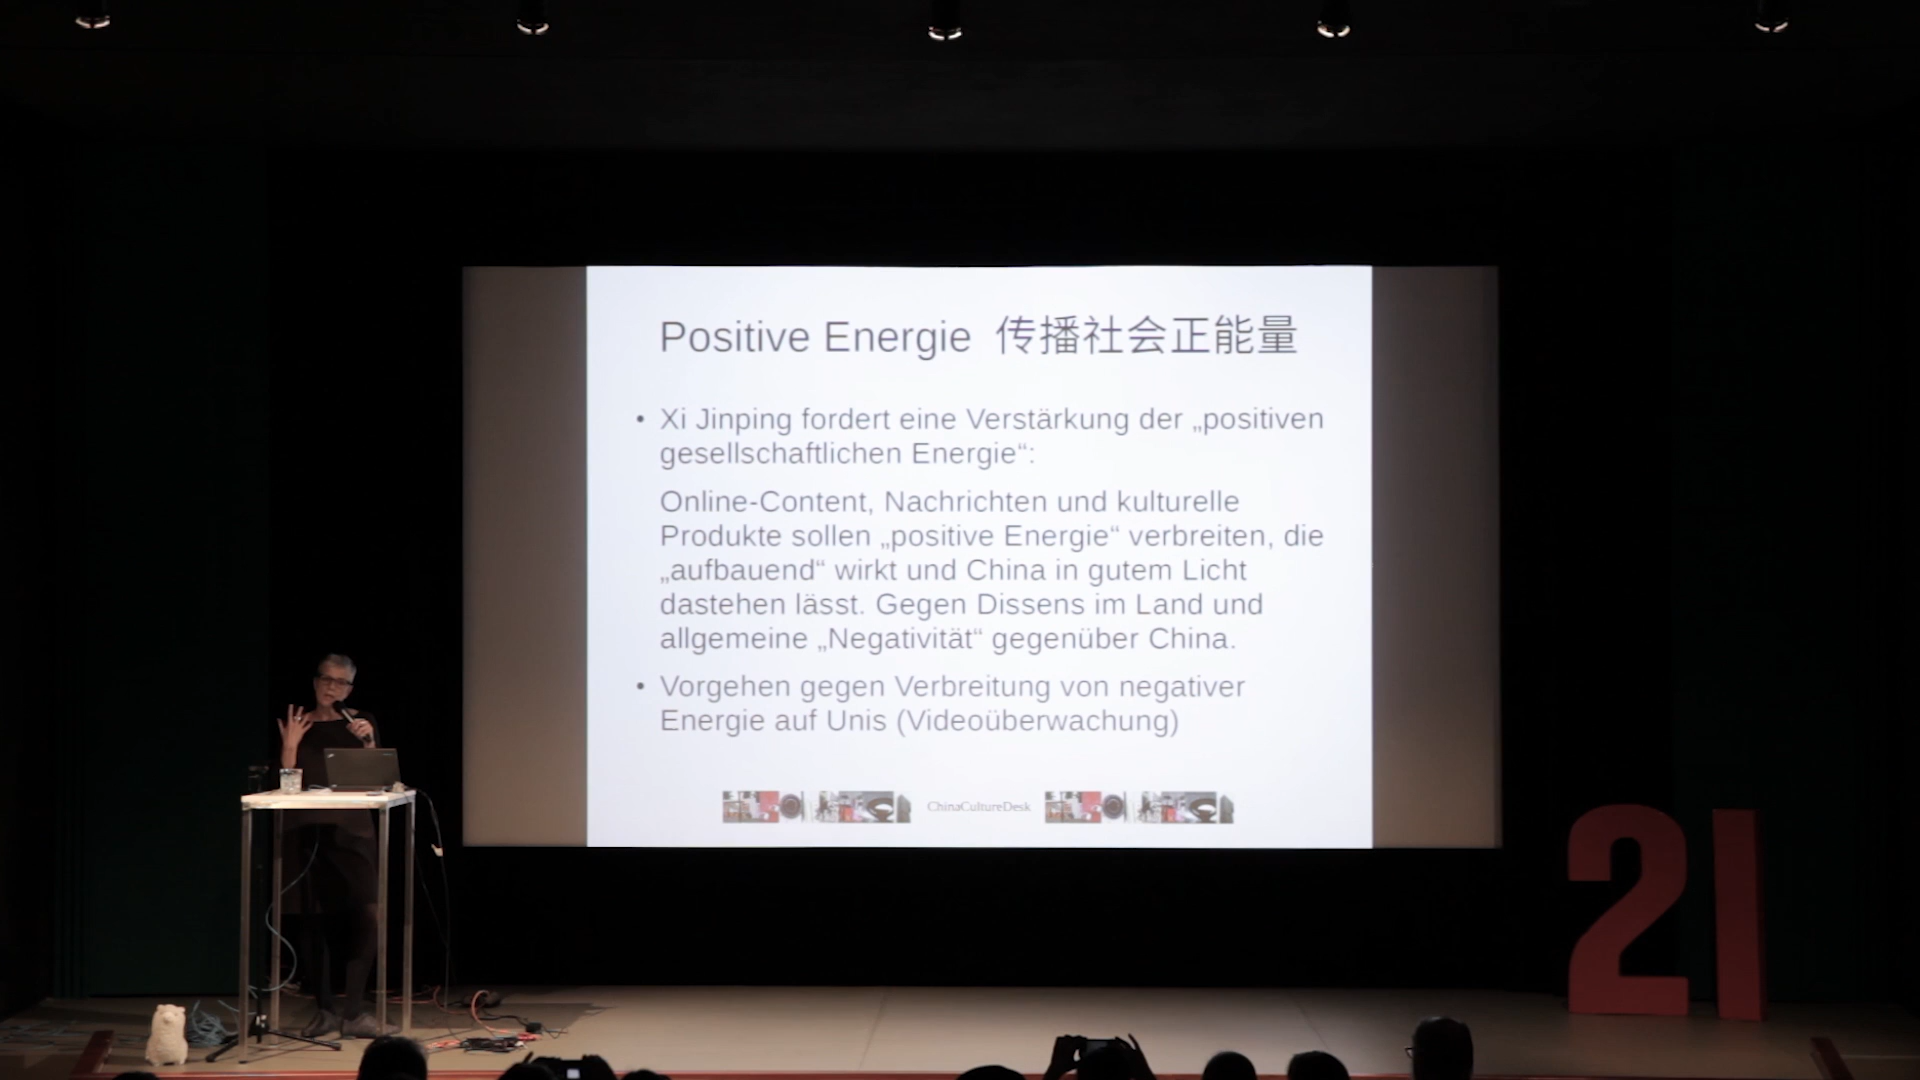 Positive Energie 传播社会正能量
• Xi Jinping fordert eine Verstärkung der „positiven
gesellschaftlichen Energie“:
Online-Content, Nachrichten und kulturelle
Produkte sollen „positive Energie“ verbreiten, die
„aufbauend“ wirkt und China in gutem Licht
dastehen lässt. Gegen Dissens im Land und
allgemeine „Negativität“ gegenüber China.
• Vorgehen gegen Verbreitung von negativer
Energie auf Unis (Videoüberwachung)
ChinaCultureDesk
21